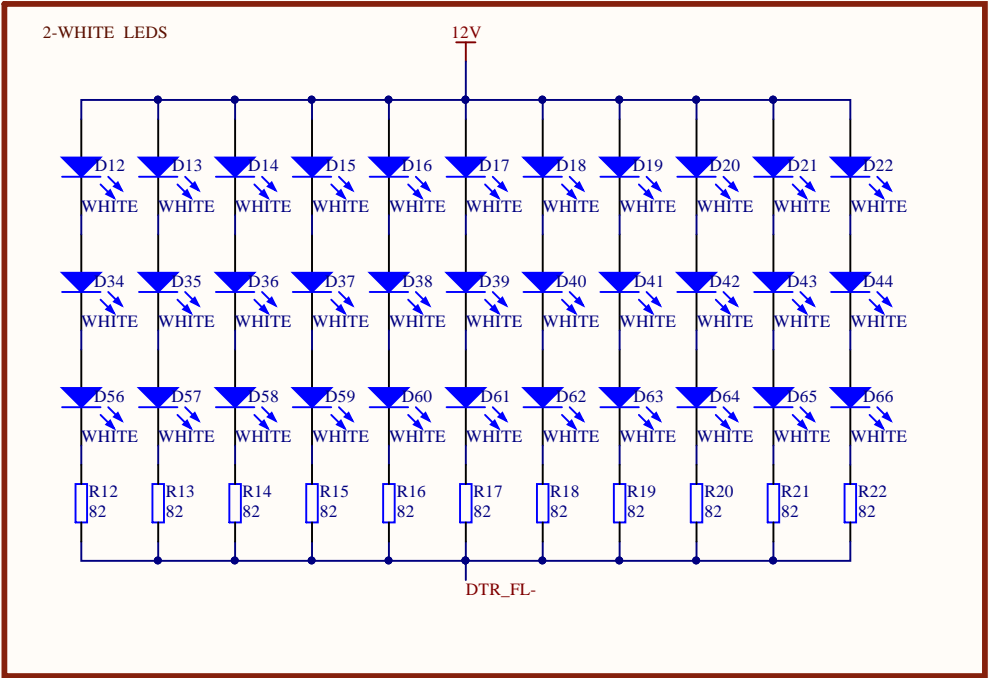 2-WHITE LEDS
12V
D12 D13 D14 D15 D16 D17 D18 D19 D20 D21 D22
WHITE WHITE WHITE WHITE WHITE WHITE WHITE WHITE WHITE WHITE WHITE
D34 D35 D36 D37 D38 D39 D40 D41 D42 D43 D44
WHITE WHITE WHITE WHITE WHITE WHITE WHITE WHITE WHITE WHITE WHITE
D56 D57 D58 D59 D60 D61 D62 D63 D64 D65 D66
WHITE WHITE WHITE WHITE WHITE WHITE WHITE WHITE WHITE WHITE WHITE
R12 R13 R14 R15 R16 R17 R18 R19 R20 R21 R22
82 82 82 82 82 82 82 82 82 82 82
DTR_FL-